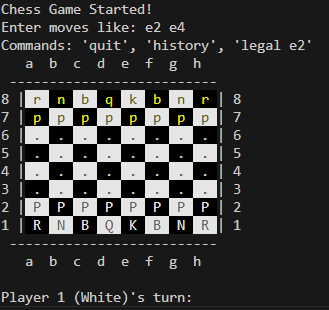 Chess Game Started!
Enter moves like: e2 e4
Commands: 'quit', 'history', 'legal e2'
a b c d e f g h
---------------------------
8 | r n b q k b n r | 8
7 | p p p p p p p p | 7
6 | . . . . . . . . | 6
5 | . . . . . . . . | 5
4 | . . . . . . . . | 4
3 | . . . . . . . . | 3
2 | P P P P P P P P | 2
1 | R N B Q K B N R | 1
---------------------------
a b c d e f g h
Player 1 (White)'s turn: